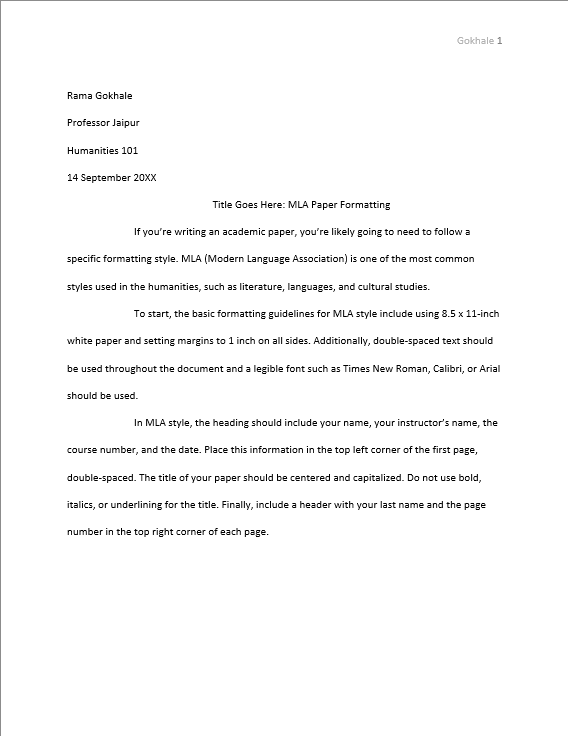 Gokhale 1
Rama Gokhale
Professor Jaipur
Humanities 101
14 September 20XX
Title Goes Here: MLA Paper Formatting
If you’re writing an academic paper, you’re likely going to need to follow a
specific formatting style. MLA (Modern Language Association) is one of the most common
styles used in the humanities, such as literature, languages, and cultural studies.
To start, the basic formatting guidelines for MLA style include using 8.5 x 11-inch
white paper and setting margins to 1 inch on all sides. Additionally, double-spaced text should
be used throughout the document and a legible font such as Times New Roman, Calibri, or Arial
should be used.
In MLA style, the heading should include your name, your instructor’s name, the
course number, and the date. Place this information in the top left corner of the first page,
double-spaced. The title of your paper should be centered and capitalized. Do not use bold,
italics, or underlining for the title. Finally, include a header with your last name and the page
number in the top right corner of each page.